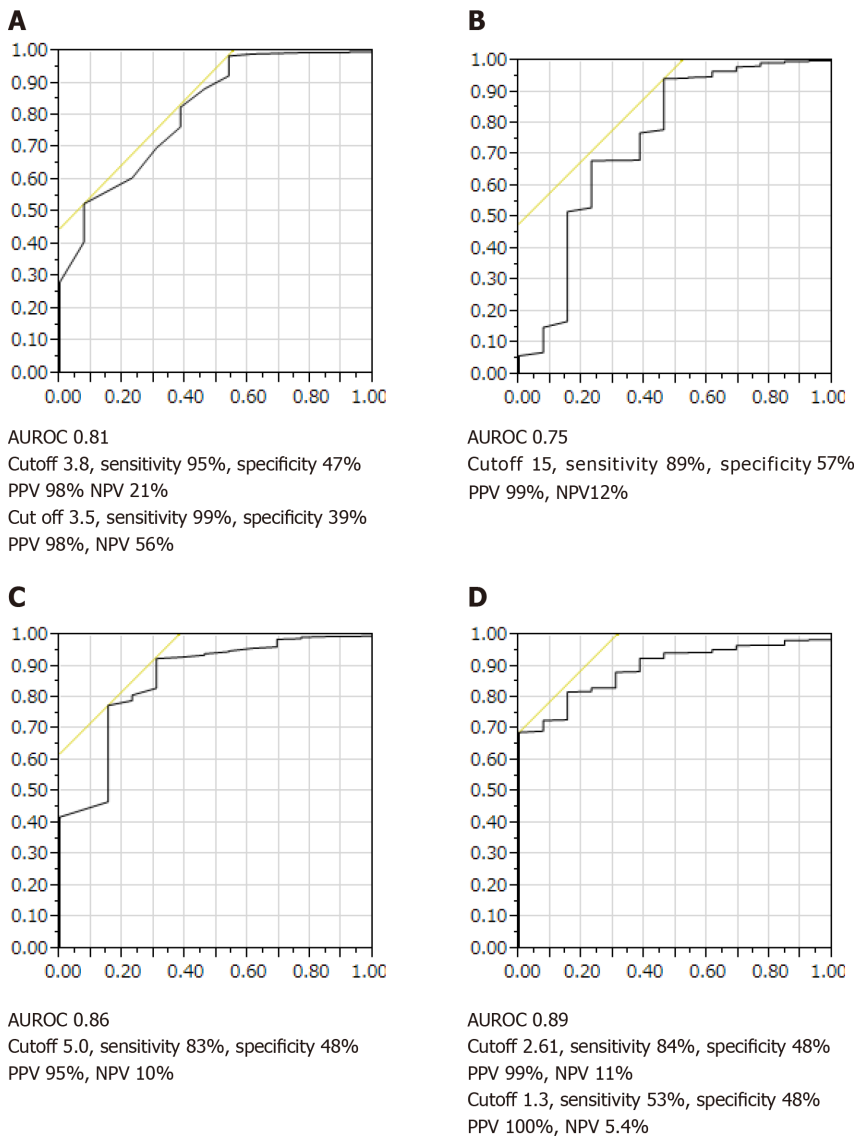 A
1.00
0.90
0.80
0.70
0.60
0.50
0.40
0.30
0.20
0.10
0.00
0.00 0.20 0.40 0.60 0.80 1.00
AUROC 0.81
Cutoff 3.8, sensitivity 95%, specificity 47%
PPV 98% NPV 21%
Cut off 3.5, sensitivity 99%, specificity 39%
PPV 98%, NPV 56%
B
1.00
0.90
0.80
0.70
0.60
0.50
0.40
0.30
0.20
0.10
0.00
0.00 0.20 0.40 0.60 0.80 1.00
AUROC 0.75
Cutoff 15, sensitivity 89%, specificity 57%
PPV 99%, NPV12%
C
1.00
0.90
0.80
0.70
0.60
0.50
0.40
0.30
0.20
0.10
0.00
0.00 0.20 0.40 0.60 0.80 1.00
AUROC 0.86
Cutoff 5.0, sensitivity 83%, specificity 48%
PPV 95%, NPV 10%
D
1.00
0.90
0.80
0.70
0.60
0.50
0.40
0.30
0.20
0.10
0.00
0.00 0.20 0.40 0.60 0.80 1.00
AUROC 0.89
Cutoff 2.61, sensitivity 84%, specificity 48%
PPV 99%, NPV 11%
Cutoff 1.3, sensitivity 53%, specificity 48%
PPV 100%, NPV 5.4%